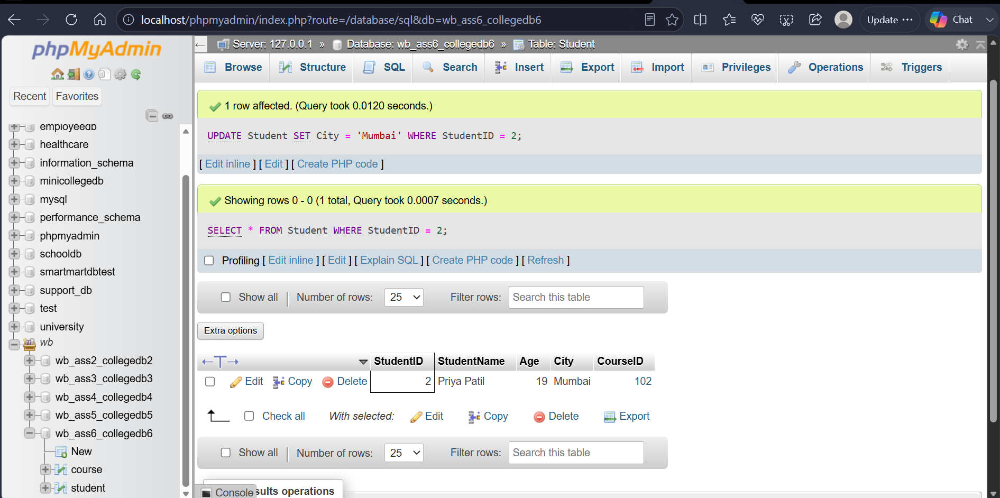 localhost/phpmyadmin/index.php?route=/database/sql&db=wb_ass6_collegedb6
Update
Chat
phpMyAdmin
Recent
Favorites
employeedb
healthcare
information_schema
minicollegedb
mysql
performance_schema
phpmyadmin
schooldb
smartmartdbtest
support_db
test
university
wb
wb_ass2_collegedb2
wb_ass3_collegedb3
wb_ass4_collegedb4
wb_ass5_collegedb5
wb_ass6_collegedb6
New
course
student
Server: 127.0.0.1 » Database: wb_ass6_collegedb6 » Table: Student
Browse Structure SQL Search Insert Export Import Privileges Operations Triggers
1 row affected. (Query took 0.0120 seconds.)
UPDATE Student SET City = 'Mumbai' WHERE StudentID = 2;
[ Edit inline ] [ Edit ] [ Create PHP code ]
Showing rows 0 - 0 (1 total, Query took 0.0007 seconds.)
SELECT * FROM Student WHERE StudentID = 2;
Profiling [ Edit inline ] [ Edit ] [ Explain SQL ] [ Create PHP code ] [ Refresh ]
Show all | Number of rows: 25 Filter rows: Search this table
Extra options
←T→ StudentID StudentName Age City CourseID
Edit Copy Delete 2 Priya Patil 19 Mumbai 102
Check all With selected: Edit Copy Delete Export
Show all | Number of rows: 25 Filter rows: Search this table
Console
operations